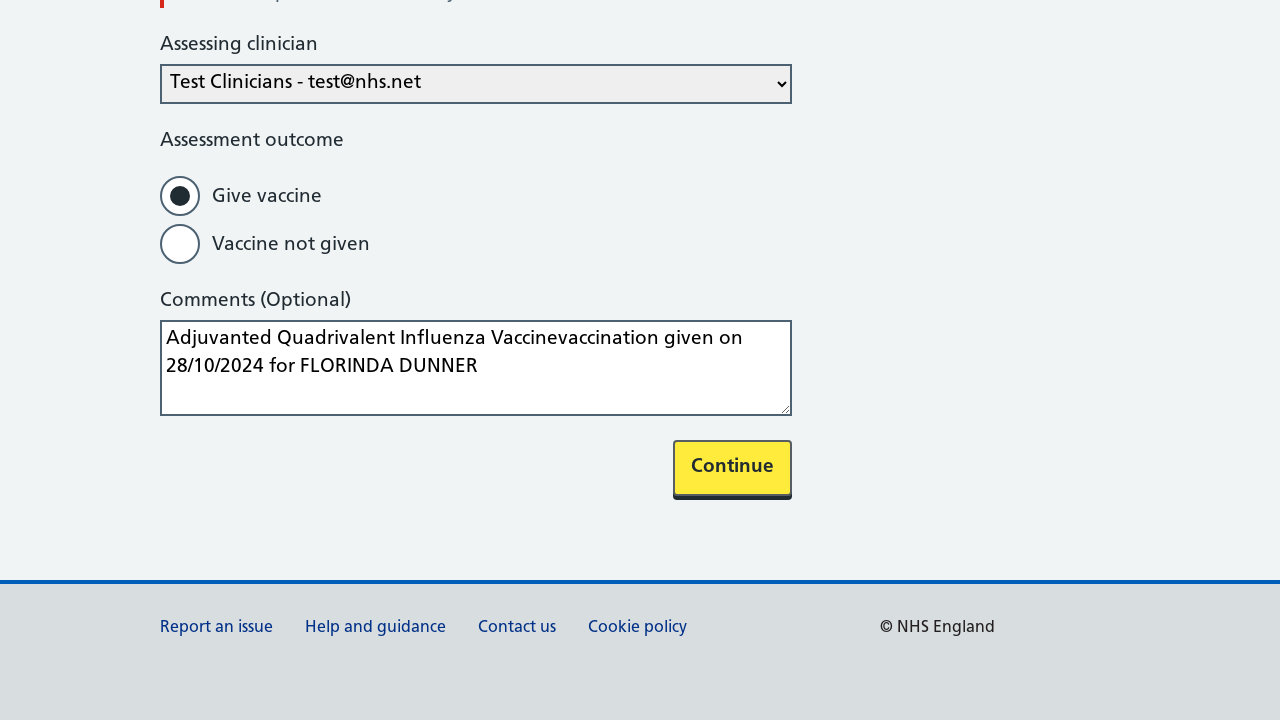 Assessing clinician
Test Clinicians - test@nhs.net
Assessment outcome
Give vaccine
Vaccine not given
Comments (Optional)
Adjuvanted Quadrivalent Influenza Vaccinevaccination given on
28/10/2024 for FLORINDA DUNNER
Continue
Report an issue Help and guidance Contact us Cookie policy © NHS England